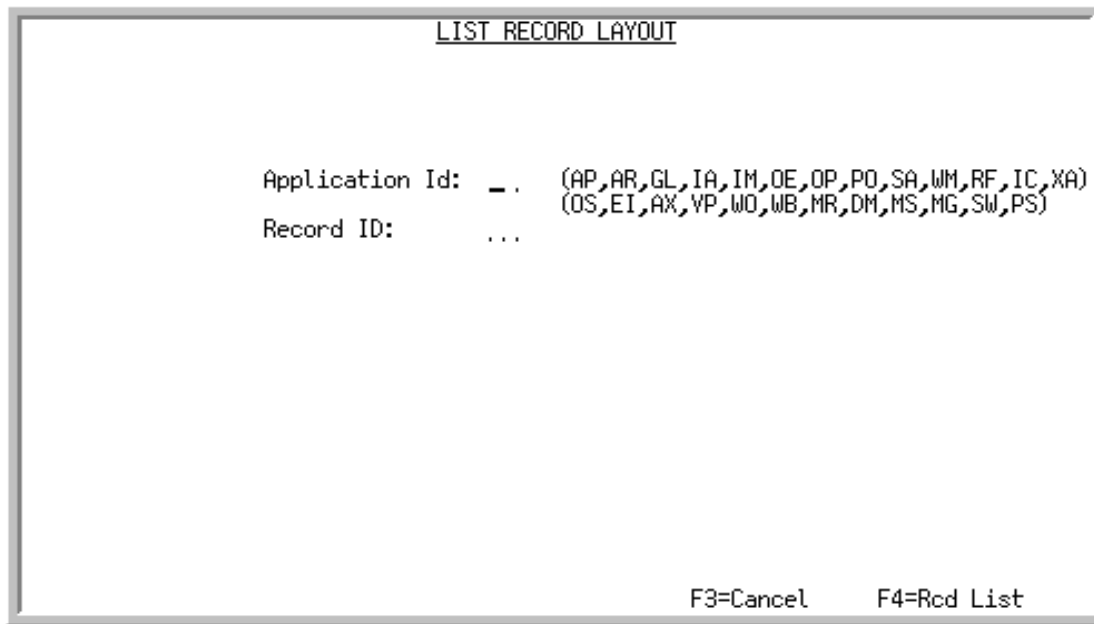 LIST RECORD LAYOUT
Application Id: _ . (AP,AR,GL,IA,IM,OE,OP,PO,SA,WM,RF,IC,XA)
(OS,EI,AX,VP,WO,WB,MR,DM,MS,MG,SW,PS)
Record ID: ...
F3=Cancel F4=Rcd List